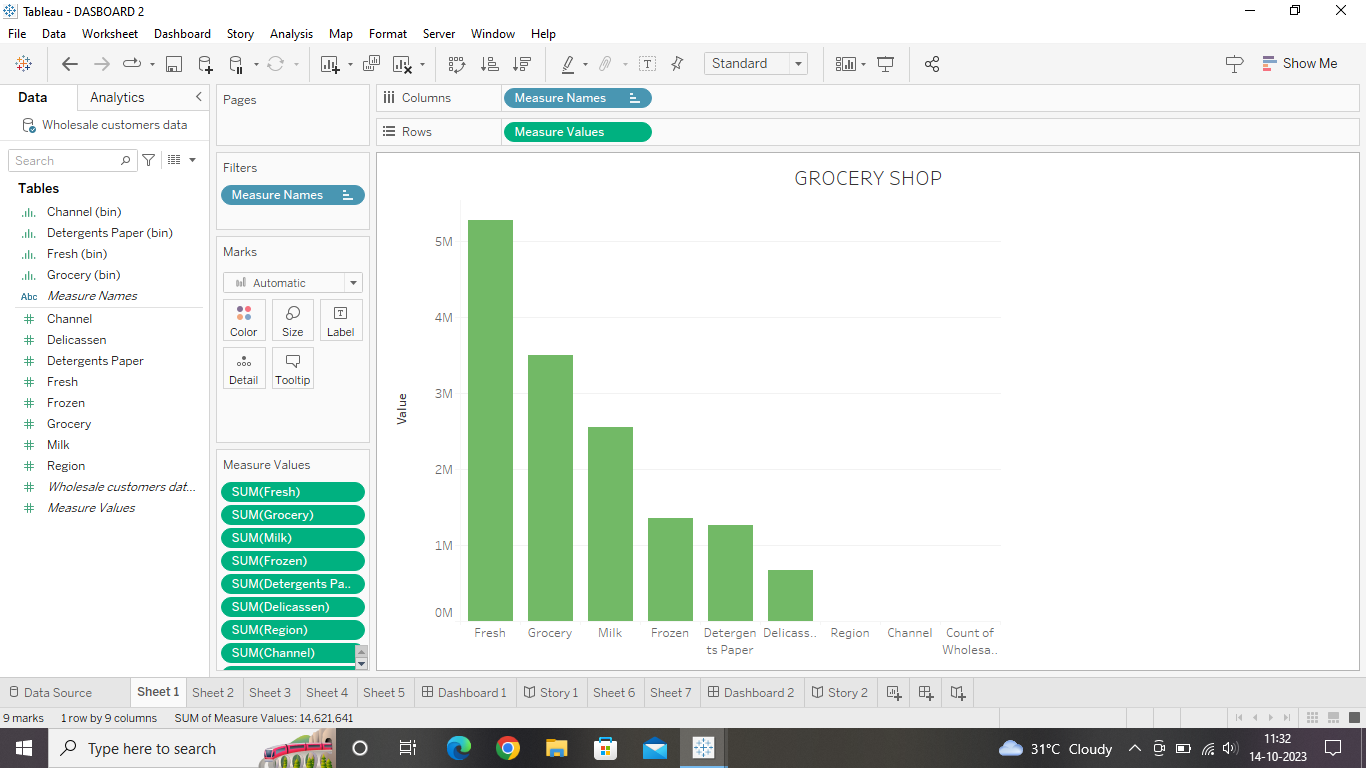 Tableau - DASBOARD 2
File Data Worksheet Dashboard Story Analysis Map Format Server Window Help
Standard
Show Me
Data Analytics
Wholesale customers data
Search
Tables
Channel (bin)
Detergents Paper (bin)
Fresh (bin)
Grocery (bin)
Abc Measure Names
Channel
Delicassen
Detergents Paper
Fresh
Frozen
Grocery
Milk
Region
Wholesale customers dat...
Measure Values
Pages
Filters
Measure Names
Marks
Automatic
Color Size Label
Detail Tooltip
Measure Values
SUM(Fresh)
SUM(Grocery)
SUM(Milk)
SUM(Frozen)
SUM(Detergents Pa..
SUM(Delicassen)
SUM(Region)
SUM(Channel)
Columns Measure Names
Rows Measure Values
GROCERY SHOP
Value
5M
4M
3M
2M
1M
0M
Fresh Grocery Milk Frozen Detergen Delicass.. Region Channel Count of
ts Paper Wholesa..
Data Source Sheet 1 Sheet 2 Sheet 3 Sheet 4 Sheet 5 Dashboard 1 Story 1 Sheet 6 Sheet 7 Dashboard 2 Story 2
9 marks 1 row by 9 columns SUM of Measure Values: 14,621,641
Type here to search
31°C Cloudy
11:32
14-10-2023